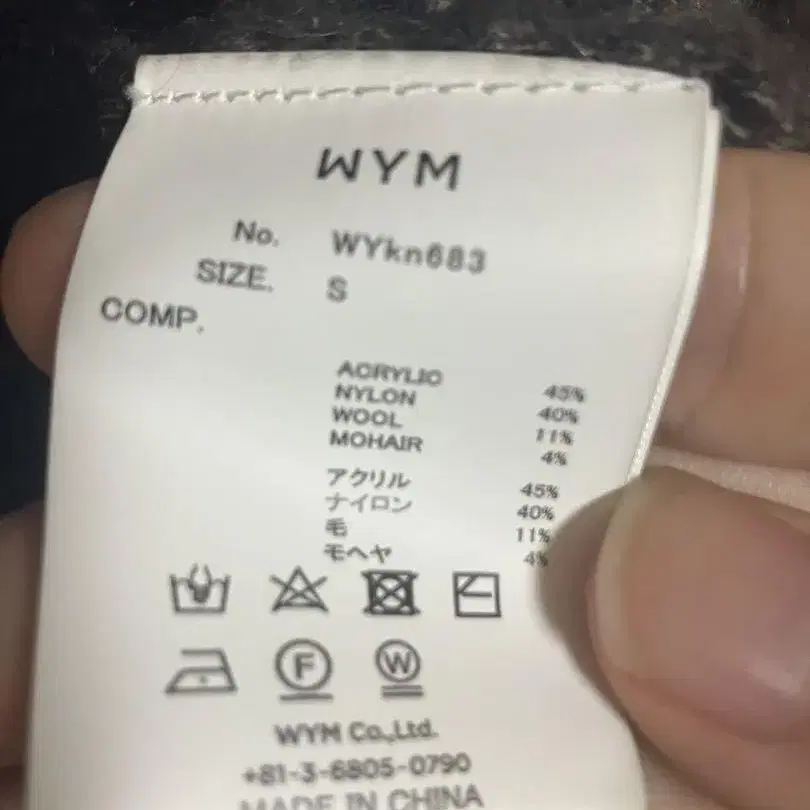 WYM
No. WYkn683
SIZE. S
COMP.
ACRYLIC 45%
NYLON 40%
WOOL 11%
MOHAIR 4%
アクリル 45%
ナイロン 40%
毛 11%
モヘヤ 4%
F W
WYM Co.,Ltd.
+81-3-6805-0790
MADE IN CHINA